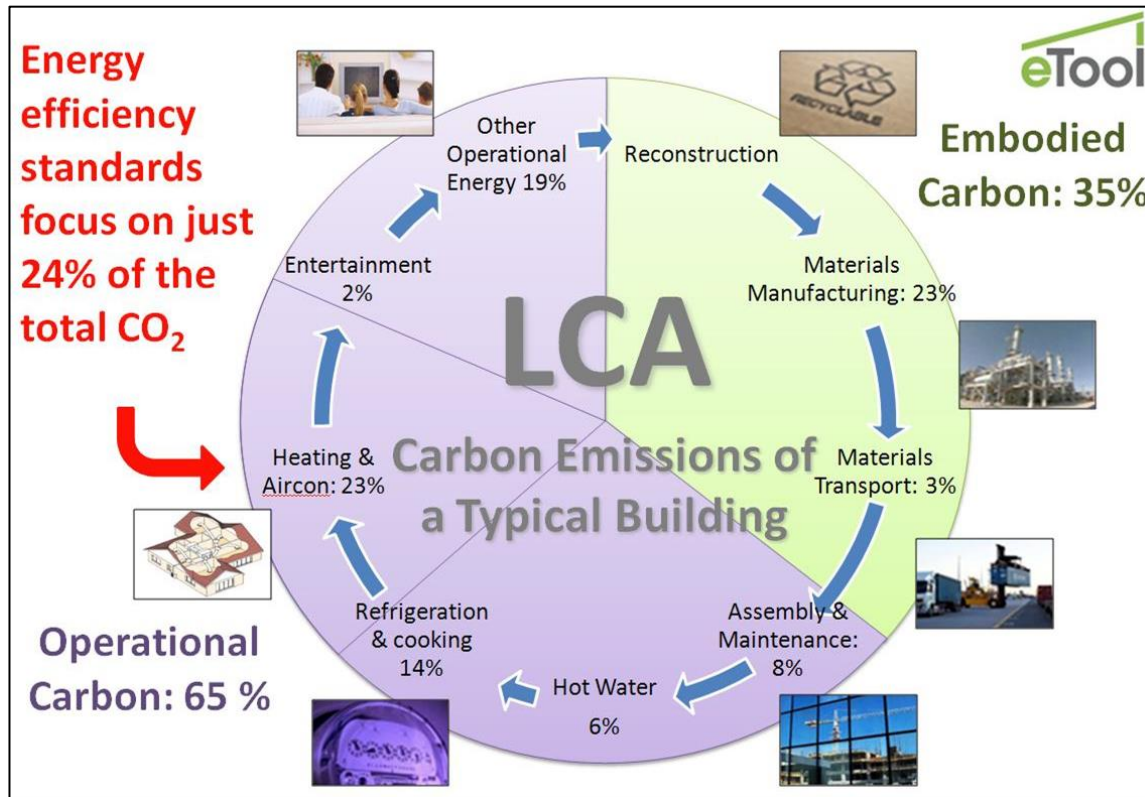 Energy
efficiency
standards
focus on just
24% of the
total CO₂
eTool
Embodied
Carbon: 35%
RECYCLABLE
Other
Operational
Energy 19%
Reconstruction
Entertainment
2%
Materials
Manufacturing: 23%
LCA
Carbon Emissions of
a Typical Building
Heating &
Aircon: 23%
Materials
Transport: 3%
Refrigeration
& cooking
14%
Assembly &
Maintenance:
8%
Hot Water
6%
Operational
Carbon: 65 %